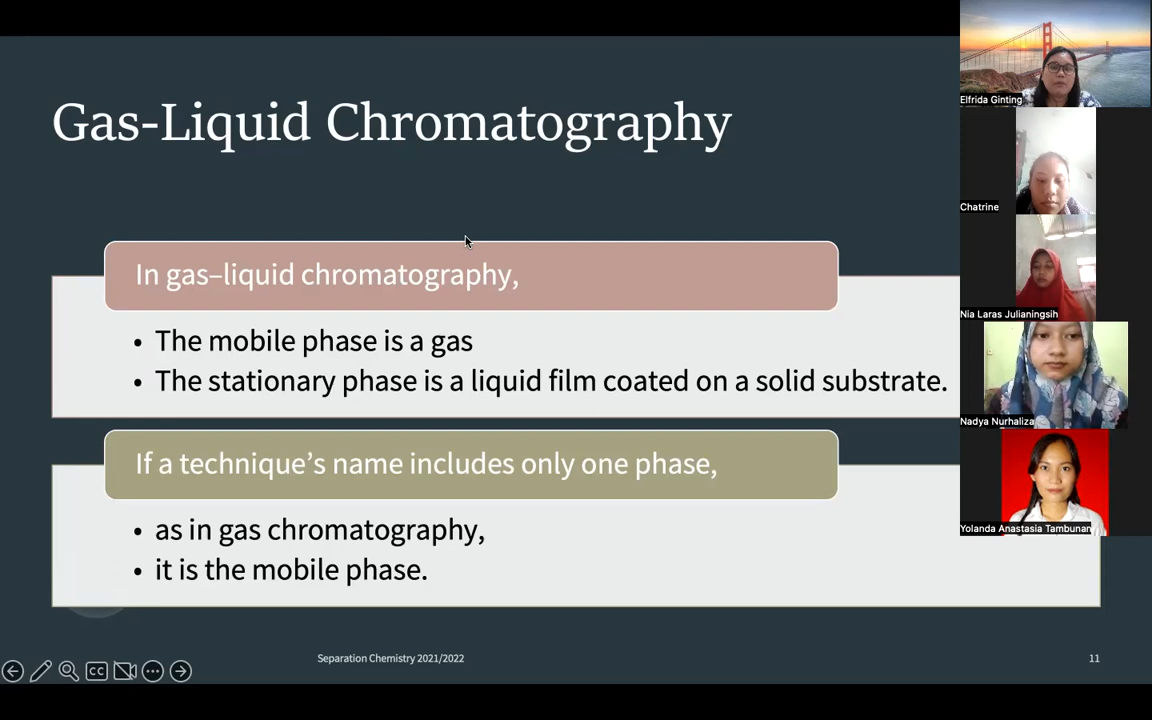 Gas-Liquid Chromatography
In gas–liquid chromatography,
• The mobile phase is a gas
• The stationary phase is a liquid film coated on a solid substrate.
If a technique’s name includes only one phase,
• as in gas chromatography,
• it is the mobile phase.
Separation Chemistry 2021/2022
11
CC
Elfrida Ginting
Chatrine
Nia Laras Julianingsih
Nadya Nurhaliza
Yolanda Anastasia Tambunan